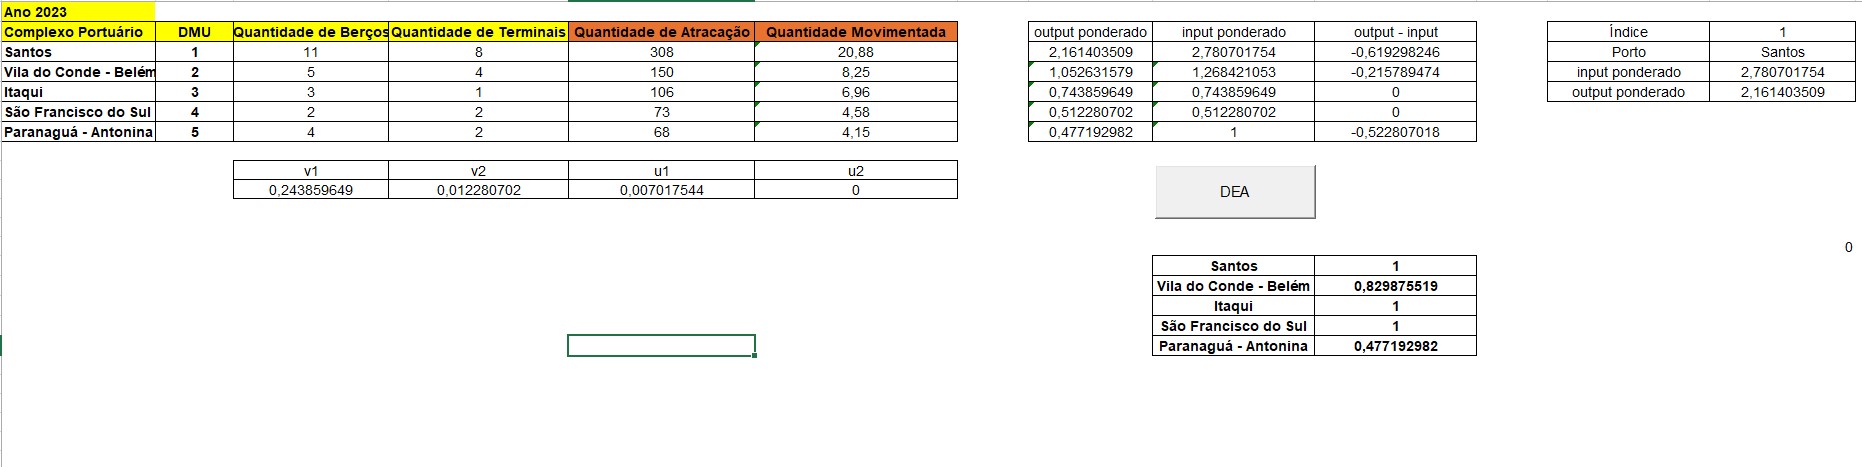 Ano 2023
Complexo Portuário DMU Quantidade de Berços Quantidade de Terminais Quantidade de Atracação Quantidade Movimentada output ponderado input ponderado output - input Índice 1
Santos 1 11 8 308 20,88 2,161403509 2,780701754 -0,619298246 Porto Santos
Vila do Conde - Belém 2 5 4 150 8,25 1,052631579 1,268421053 -0,215789474 input ponderado 2,780701754
Itaqui 3 3 1 106 6,96 0,743859649 0,743859649 0 output ponderado 2,161403509
São Francisco do Sul 4 2 2 73 4,58 0,512280702 0,512280702 0
Paranaguá - Antonina 5 4 2 68 4,15 0,477192982 1 -0,522807018
v1 v2 u1 u2
0,243859649 0,012280702 0,007017544 0
DEA
0
Santos 1
Vila do Conde - Belém 0,829875519
Itaqui 1
São Francisco do Sul 1
Paranaguá - Antonina 0,477192982